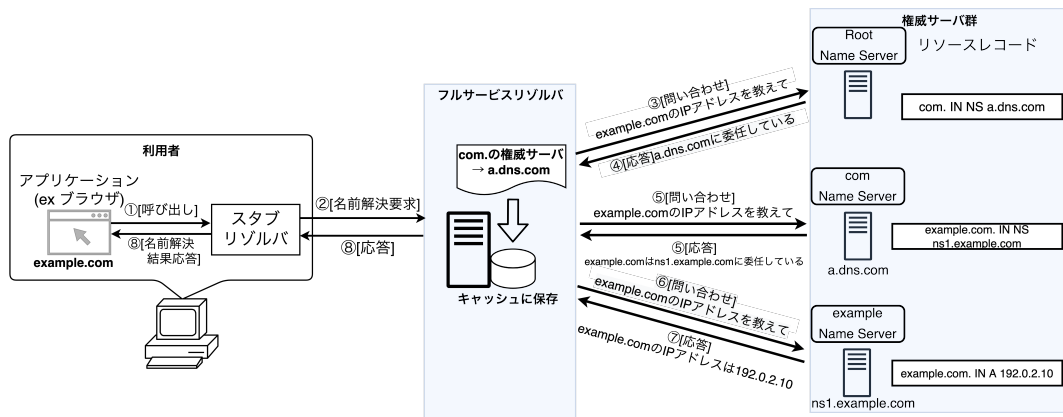 利用者
アプリケーション
(ex ブラウザ)
example.com
①[呼び出し]
⑧[名前解決
結果応答]
スタブ
リゾルバ
②[名前解決要求]
⑧[応答]
フルサービスリゾルバ
com.の権威サーバ
→ a.dns.com
キャッシュに保存
③[問い合わせ]
example.comのIPアドレスを教えて
④[応答]a.dns.comに委任している
⑤[問い合わせ]
example.comのIPアドレスを教えて
⑤[応答]
example.comはns1.example.comに委任している
⑥[問い合わせ]
example.comのIPアドレスを教えて
⑦[応答]
example.comのIPアドレスは192.0.2.10
権威サーバ群
Root
Name Server
リソースレコード
com. IN NS a.dns.com
com
Name Server
a.dns.com
example.com. IN NS
ns1.example.com
example
Name Server
ns1.example.com
example.com. IN A 192.0.2.10